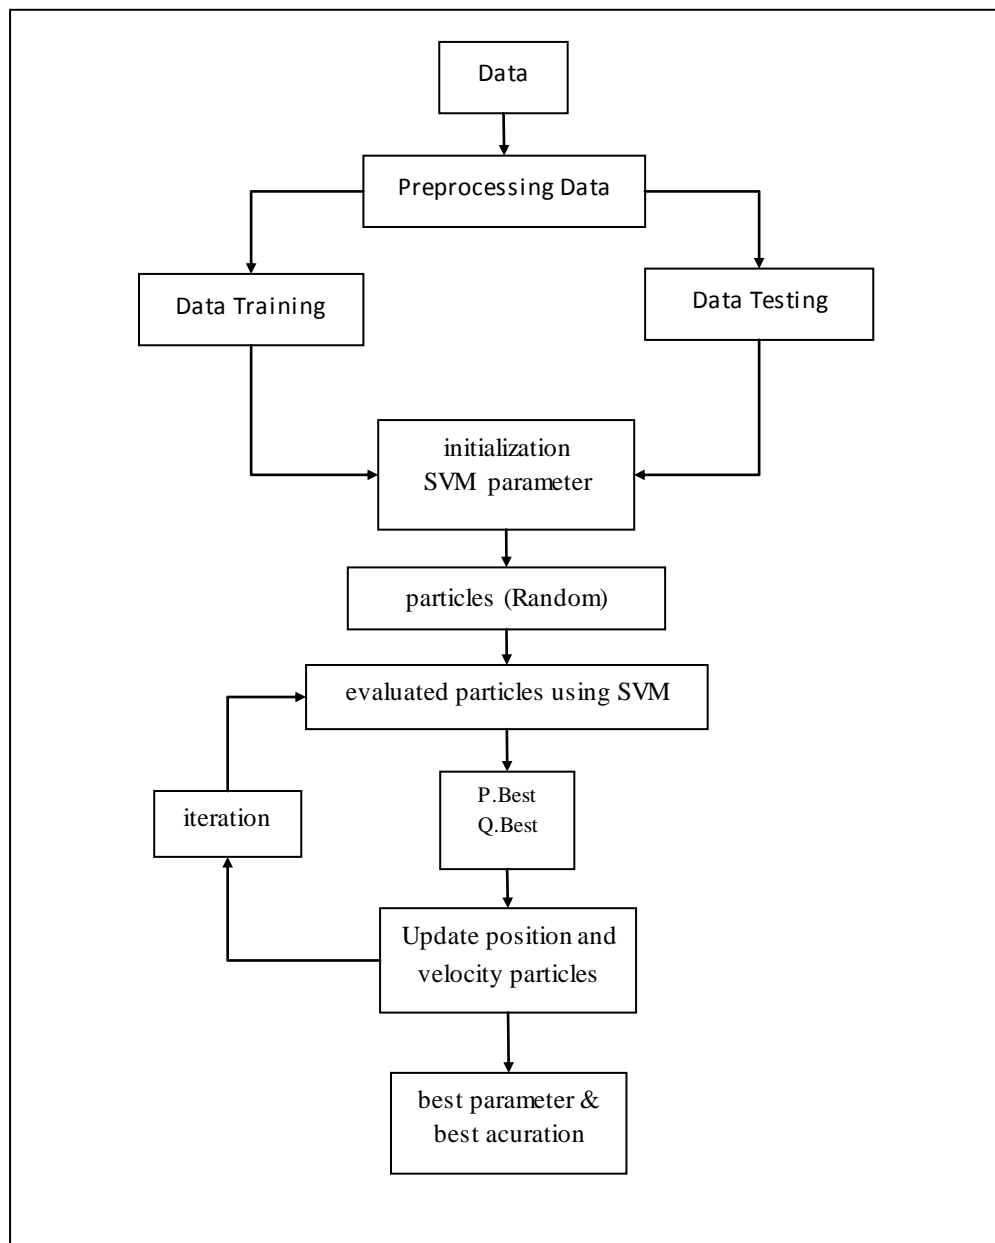 Data
Preprocessing Data
Data Training
Data Testing
initialization
SVM parameter
particles (Random)
evaluated particles using SVM
P.Best
Q.Best
iteration
Update position and
velocity particles
best parameter &
best acuration